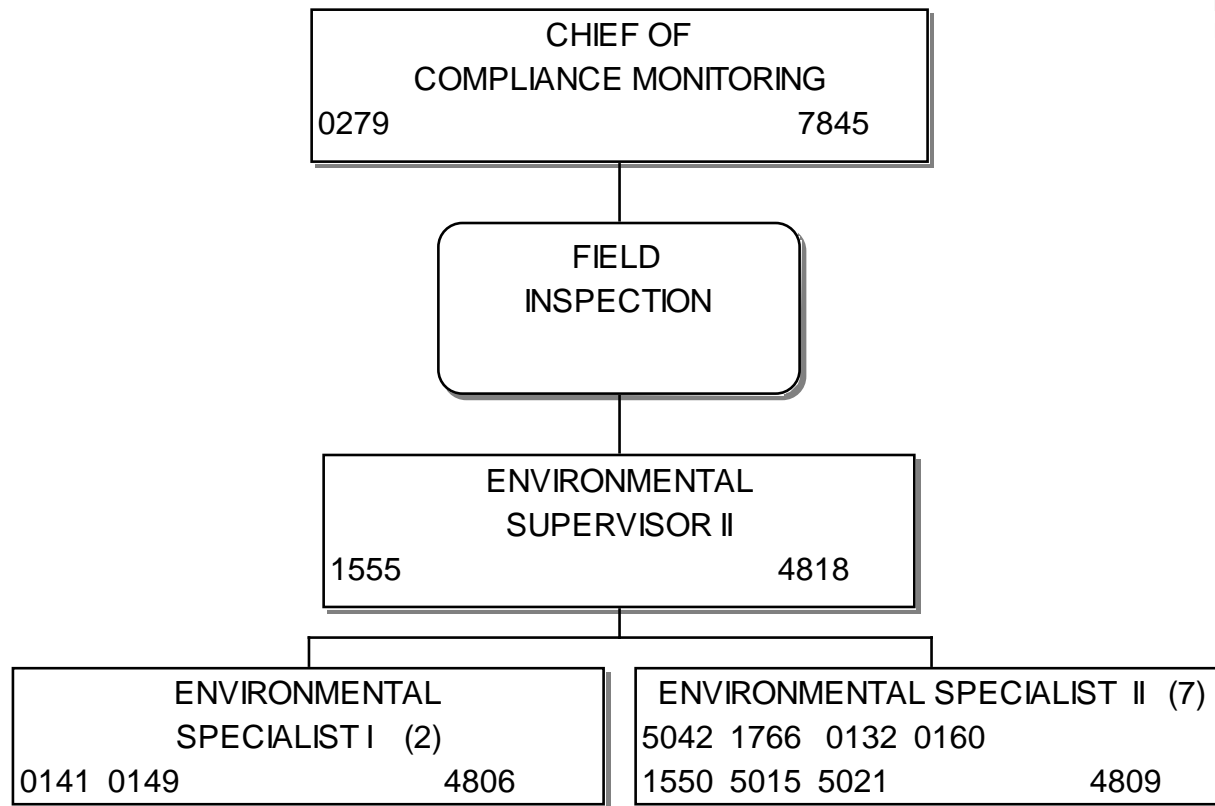 CHIEF OF
COMPLIANCE MONITORING
0279 7845
FIELD
INSPECTION
ENVIRONMENTAL
SUPERVISOR II
1555 4818
ENVIRONMENTAL
SPECIALIST I (2)
0141 0149 4806
ENVIRONMENTAL SPECIALIST II (7)
5042 1766 0132 0160
1550 5015 5021 4809